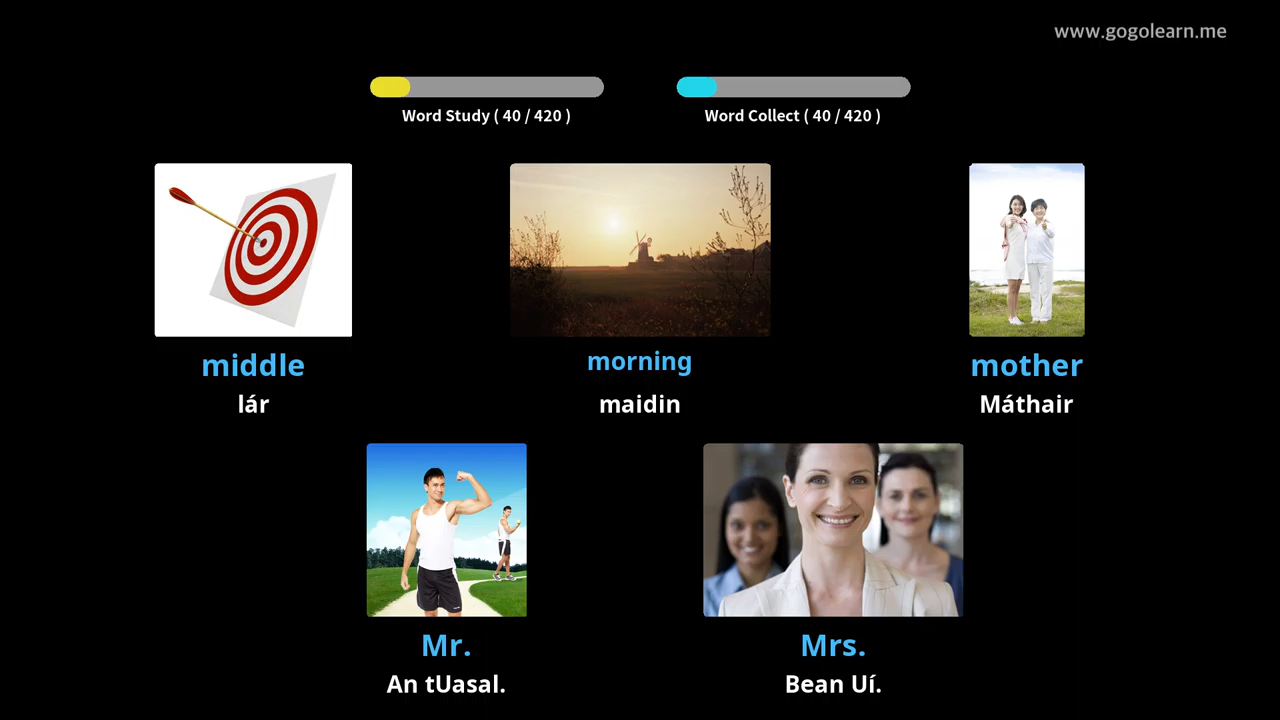 www.gogolearn.me
Word Study ( 40 / 420 )
Word Collect ( 40 / 420 )
middle
lár
morning
maidin
mother
Máthair
Mr.
An tUasal.
Mrs.
Bean Uí.